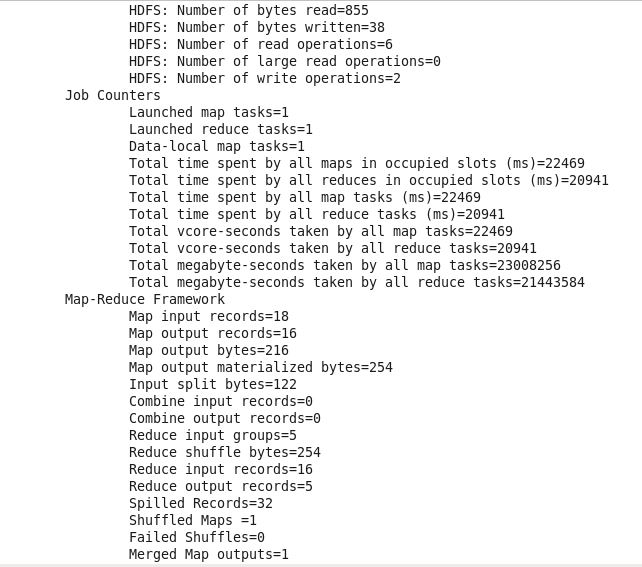 HDFS: Number of bytes read=855
HDFS: Number of bytes written=38
HDFS: Number of read operations=6
HDFS: Number of large read operations=0
HDFS: Number of write operations=2
Job Counters
Launched map tasks=1
Launched reduce tasks=1
Data-local map tasks=1
Total time spent by all maps in occupied slots (ms)=22469
Total time spent by all reduces in occupied slots (ms)=20941
Total time spent by all map tasks (ms)=22469
Total time spent by all reduce tasks (ms)=20941
Total vcore-seconds taken by all map tasks=22469
Total vcore-seconds taken by all reduce tasks=20941
Total megabyte-seconds taken by all map tasks=23008256
Total megabyte-seconds taken by all reduce tasks=21443584
Map-Reduce Framework
Map input records=18
Map output records=16
Map output bytes=216
Map output materialized bytes=254
Input split bytes=122
Combine input records=0
Combine output records=0
Reduce input groups=5
Reduce shuffle bytes=254
Reduce input records=16
Reduce output records=5
Spilled Records=32
Shuffled Maps =1
Failed Shuffles=0
Merged Map outputs=1